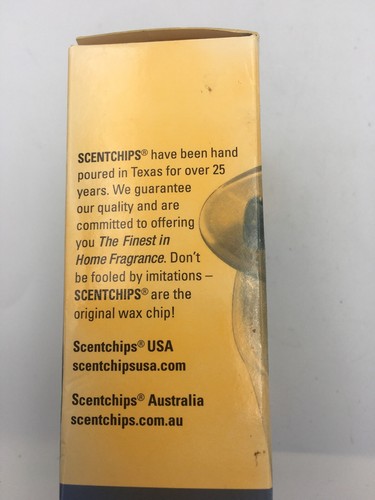 SCENTCHIPS® have been hand
poured in Texas for over 25
years. We guarantee
our quality and are
committed to offering
you The Finest in
Home Fragrance. Don't
be fooled by imitations –
SCENTCHIPS® are the
original wax chip!
Scentchips® USA
scentchipsusa.com
Scentchips® Australia
scentchips.com.au